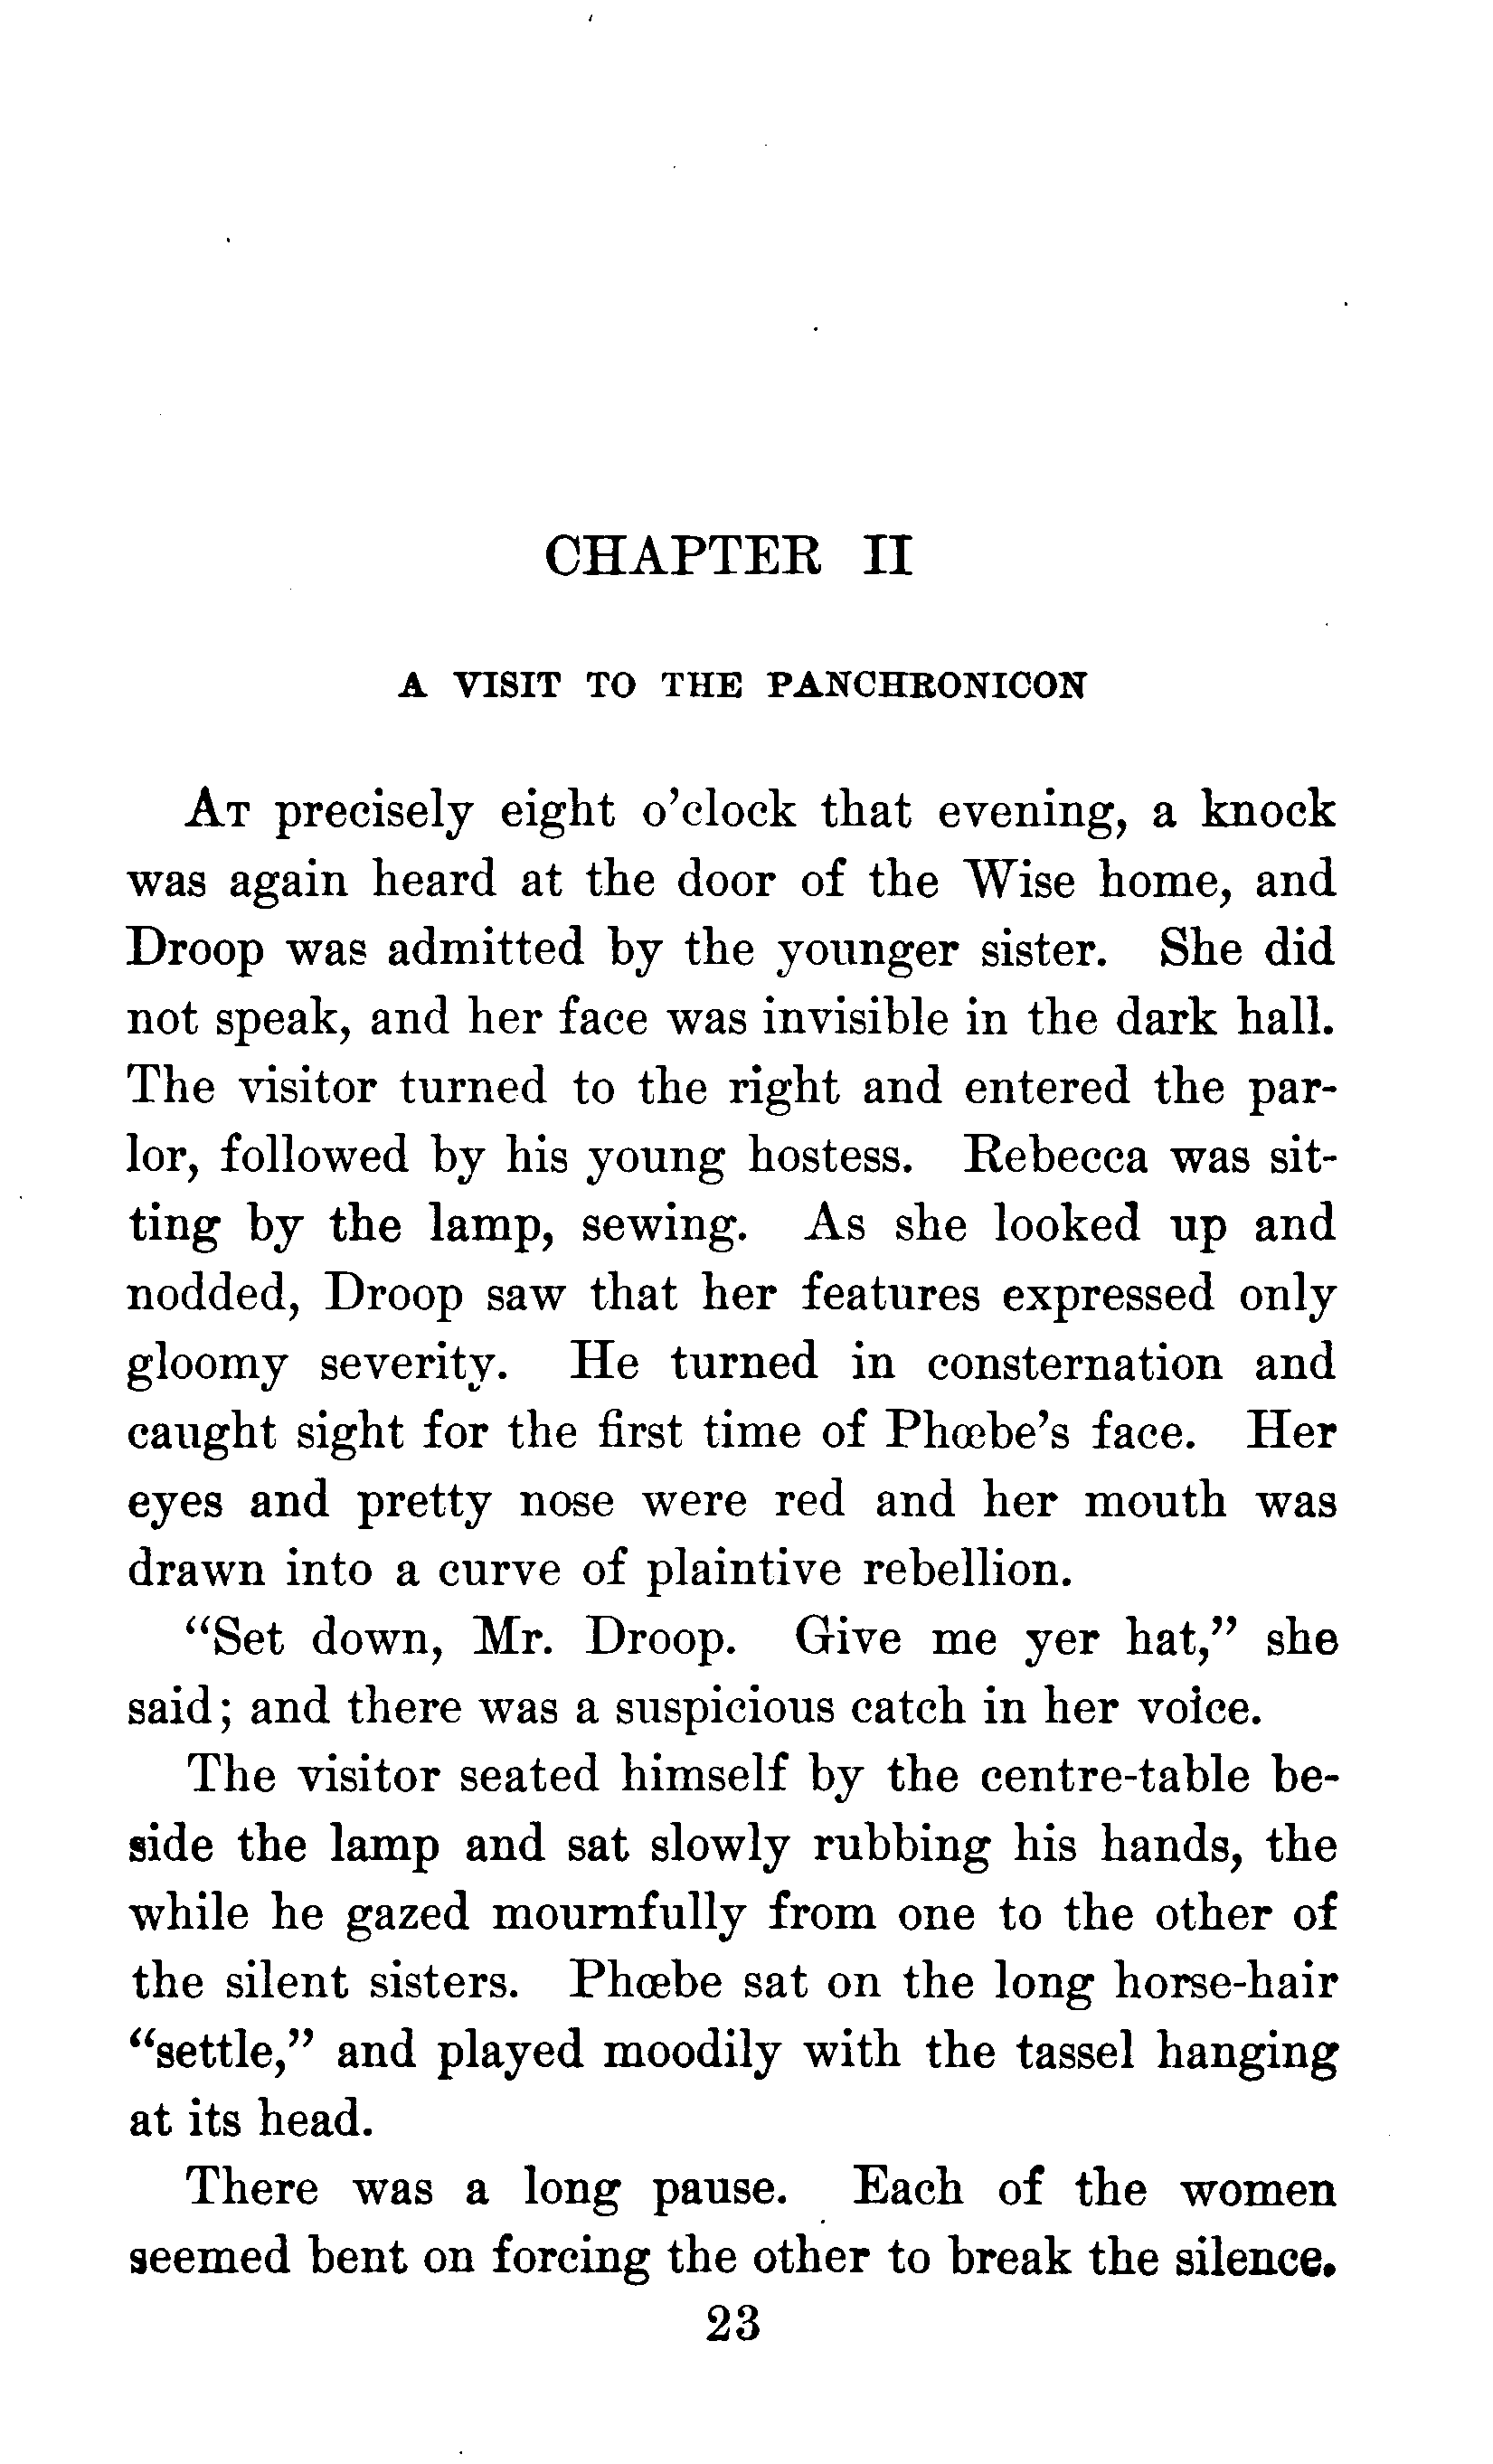 CHAPTER II
A VISIT TO THE PANCHRONICON
At precisely eight o'clock that evening, a knock
was again heard at the door of the Wise home, and
Droop was admitted by the younger sister. She did
not speak, and her face was invisible in the dark hall.
The visitor turned to the right and entered the par-
lor, followed by his young hostess. Rebecca was sit-
ting by the lamp, sewing. As she looked up and
nodded, Droop saw that her features expressed only
gloomy severity. He turned in consternation and
caught sight for the first time of Phœbe's face. Her
eyes and pretty nose were red and her mouth was
drawn into a curve of plaintive rebellion.
“Set down, Mr. Droop. Give me yer hat,” she
said; and there was a suspicious catch in her voice.
The visitor seated himself by the centre-table be-
side the lamp and sat slowly rubbing his hands, the
while he gazed mournfully from one to the other of
the silent sisters. Phœbe sat on the long horse-hair
“settle,” and played moodily with the tassel hanging
at its head.
There was a long pause. Each of the women
seemed bent on forcing the other to break the silence.
23